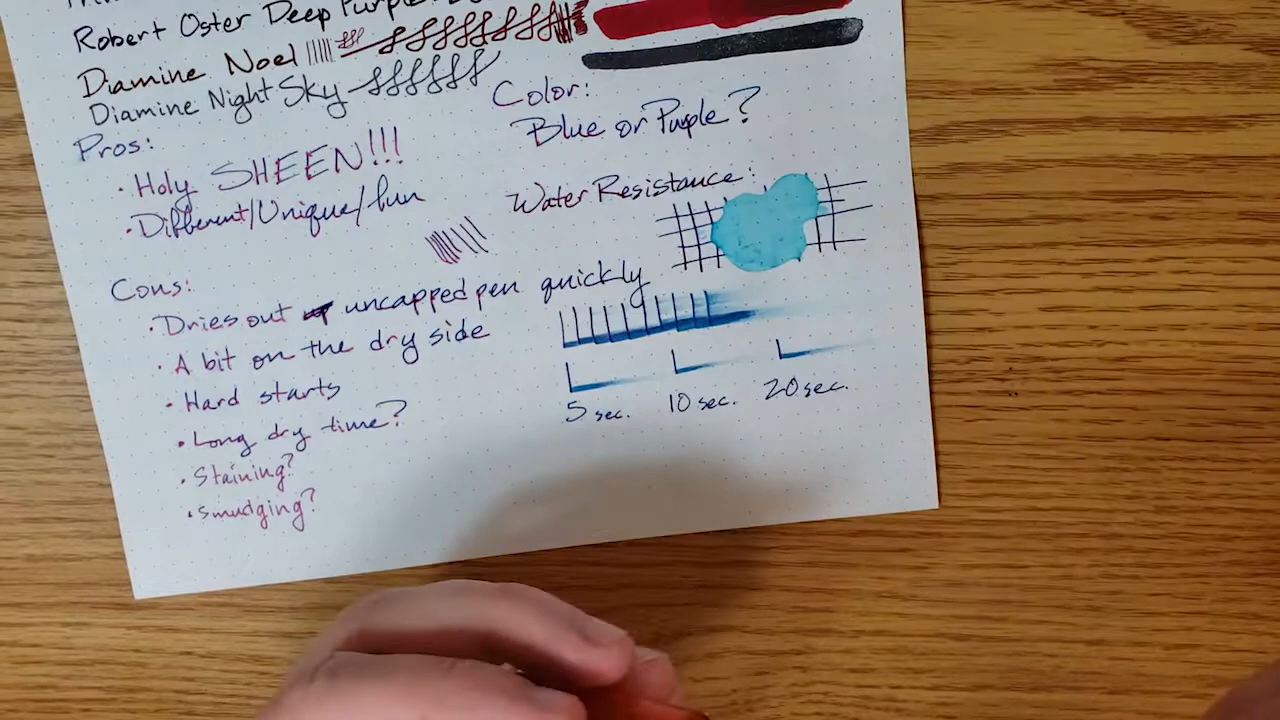 Robert Oster Deep Purple
Diamine Noel
Diamine Night Sky
Pros:
· Holy SHEEN!!!
· Different/Unique/fun
Cons:
· Dries out uncapped pen quickly
· A bit on the dry side
· Hard starts
· Long dry time?
· Staining?
· Smudging?
Color:
Blue or Purple?
Water Resistance:
5 sec. 10 sec. 20 sec.